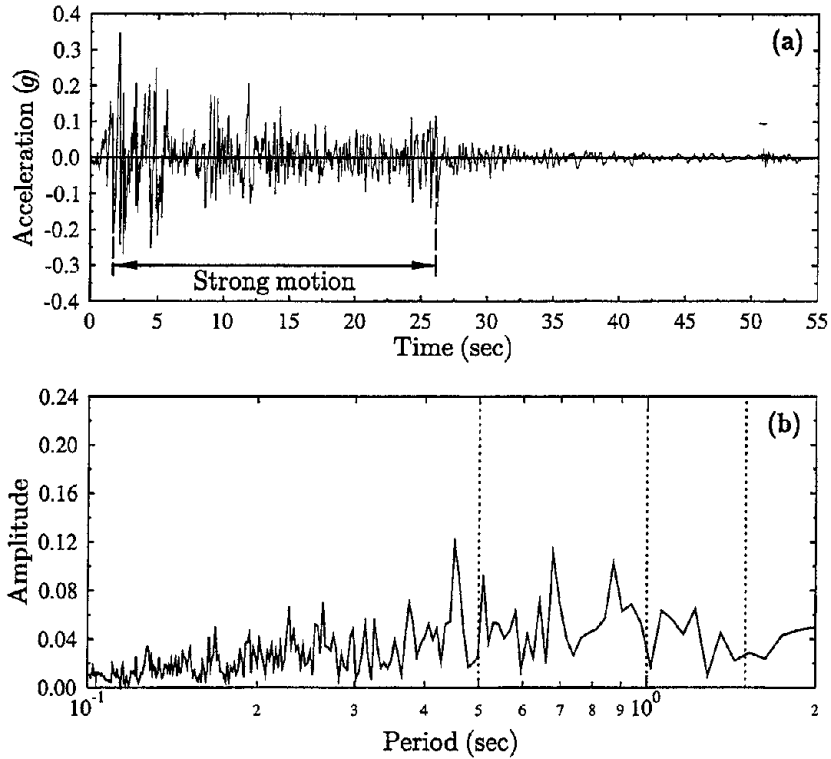 (a)
Acceleration (g)
0.4
0.3
0.2
0.1
0.0
-0.1
-0.2
-0.3
-0.4
Strong motion
0 5 10 15 20 25 30 35 40 45 50 55
Time (sec)
(b)
Amplitude
0.24
0.20
0.16
0.12
0.08
0.04
0.00
10⁻¹ 2 3 4 5 6 7 8 9 10⁰ 2
Period (sec)